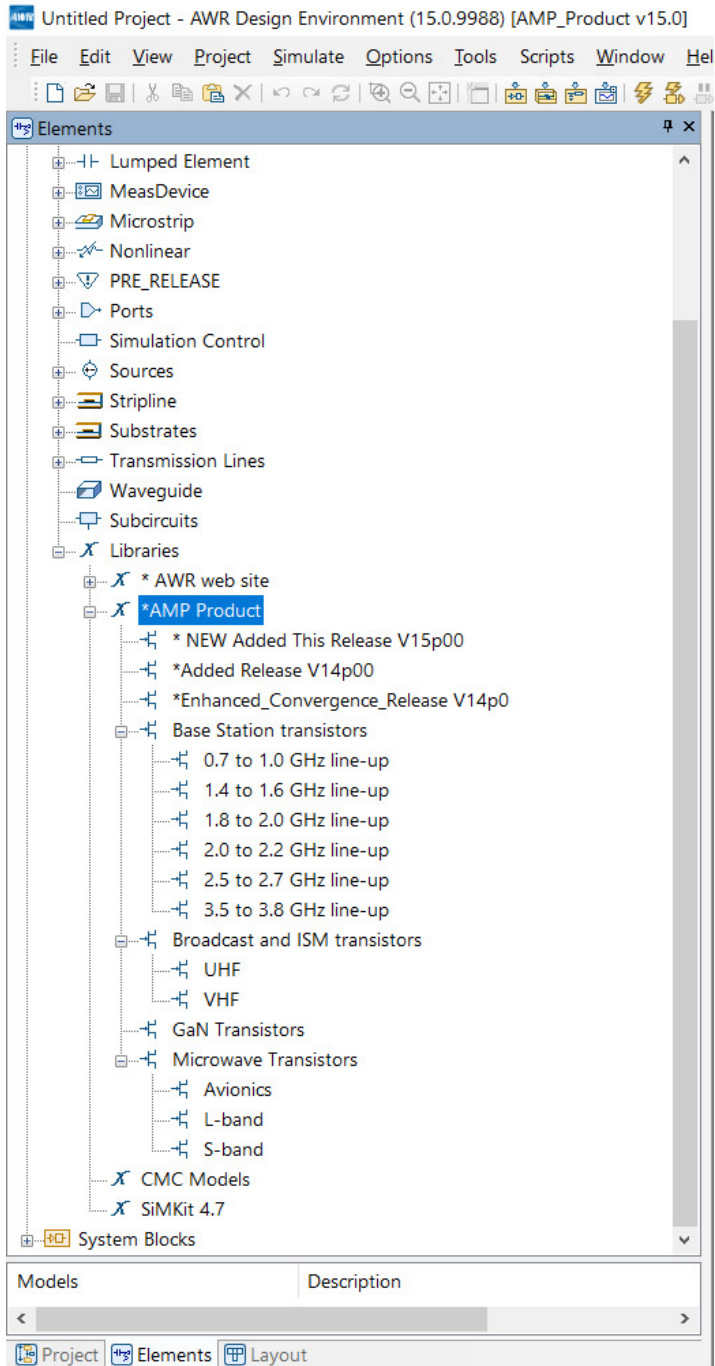 AWR Untitled Project - AWR Design Environment (15.0.9988) [AMP_Product v15.0]
File Edit View Project Simulate Options Tools Scripts Window Hel
Elements
Lumped Element
MeasDevice
Microstrip
Nonlinear
PRE_RELEASE
Ports
Simulation Control
Sources
Stripline
Substrates
Transmission Lines
Waveguide
Subcircuits
Libraries
* AWR web site
*AMP Product
* NEW Added This Release V15p00
*Added Release V14p00
*Enhanced_Convergence_Release V14p0
Base Station transistors
0.7 to 1.0 GHz line-up
1.4 to 1.6 GHz line-up
1.8 to 2.0 GHz line-up
2.0 to 2.2 GHz line-up
2.5 to 2.7 GHz line-up
3.5 to 3.8 GHz line-up
Broadcast and ISM transistors
UHF
VHF
GaN Transistors
Microwave Transistors
Avionics
L-band
S-band
CMC Models
SiMKit 4.7
System Blocks
Models Description
Project Elements Layout